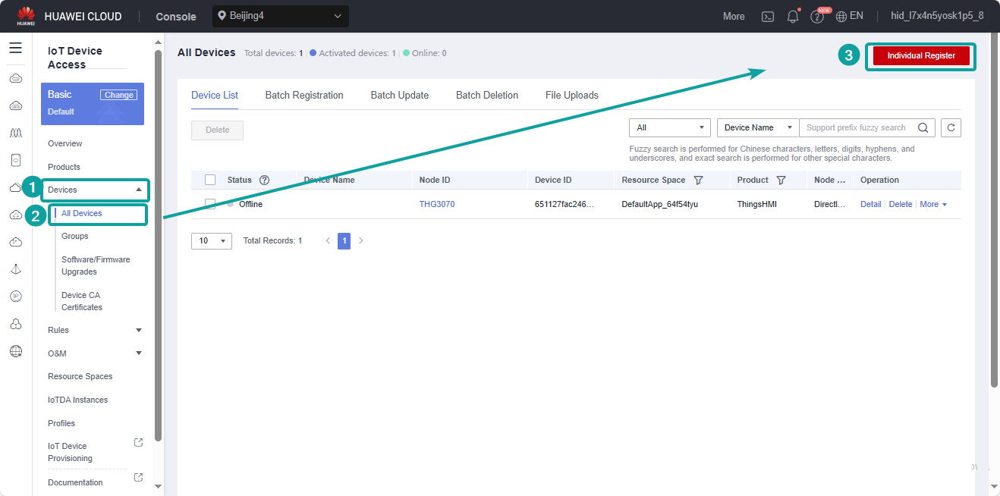 HUAWEI
HUAWEI CLOUD
Console
Beijing4
More
NEW
EN
hid_l7x4n5yosk1p5_8
IoT Device
Access
Basic
Change
Default
Overview
Products
1
Devices
2
All Devices
Groups
Software/Firmware
Upgrades
Device CA
Certificates
Rules
O&M
Resource Spaces
IoTDA Instances
Profiles
IoT Device
Provisioning
Documentation
IP
All Devices Total devices: 1 Activated devices: 1 Online: 0
3
Individual Register
Device List Batch Registration Batch Update Batch Deletion File Uploads
Delete
All
Device Name
Support prefix fuzzy search
Fuzzy search is performed for Chinese characters, letters, digits, hyphens, and
underscores, and exact search is performed for other special characters.
Status ? Device Name Node ID Device ID Resource Space Product Node ... Operation
Offline THG3070 651127fac246... DefaultApp_64f54tyu ThingsHMI Directl... Detail Delete More
10 Total Records: 1 < 1 >